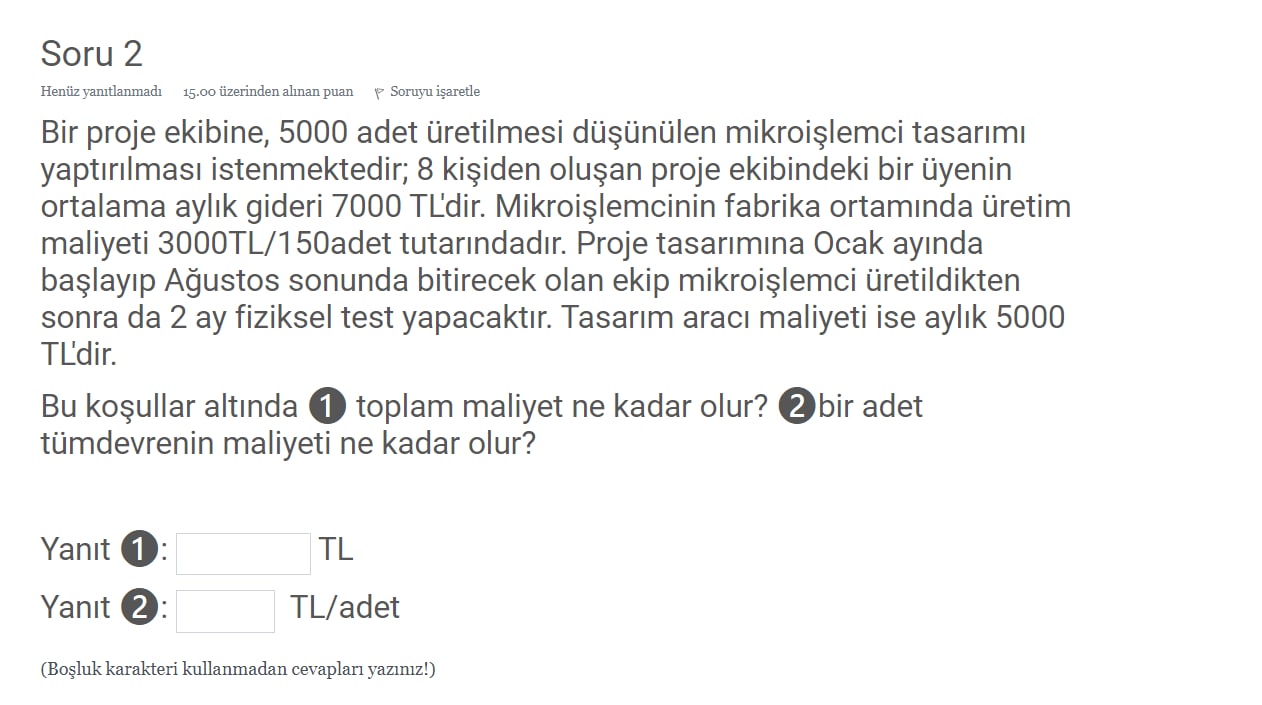 Soru 2
Henüz yanıtlanmadı 15.00 üzerinden alınan puan Soruyu işaretle
Bir proje ekibine, 5000 adet üretilmesi düşünülen mikroişlemci tasarımı
yaptırılması istenmektedir; 8 kişiden oluşan proje ekibindeki bir üyenin
ortalama aylık gideri 7000 TL'dir. Mikroişlemcinin fabrika ortamında üretim
maliyeti 3000TL/150adet tutarındadır. Proje tasarımına Ocak ayında
başlayıp Ağustos sonunda bitirecek olan ekip mikroişlemci üretildikten
sonra da 2 ay fiziksel test yapacaktır. Tasarım aracı maliyeti ise aylık 5000
TL'dir.
Bu koşullar altında ❶ toplam maliyet ne kadar olur? ❷bir adet
tümdevrenin maliyeti ne kadar olur?
Yanıt ❶: TL
Yanıt ❷: TL/adet
(Boşluk karakteri kullanmadan cevapları yazınız!)